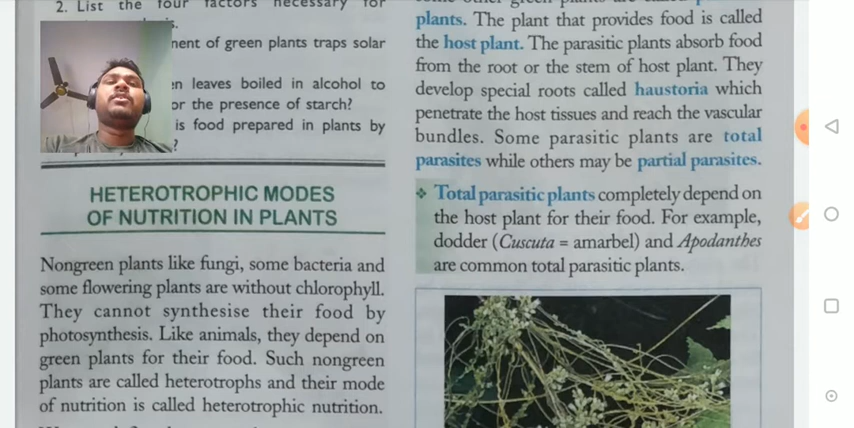 2. List the four factors necessary for
nent of green plants traps solar
en leaves boiled in alcohol to
or the presence of starch?
is food prepared in plants by
?
HETEROTROPHIC MODES
OF NUTRITION IN PLANTS
Nongreen plants like fungi, some bacteria and
some flowering plants are without chlorophyll.
They cannot synthesise their food by
photosynthesis. Like animals, they depend on
green plants for their food. Such nongreen
plants are called heterotrophs and their mode
of nutrition is called heterotrophic nutrition.
plants. The plant that provides food is called
the host plant. The parasitic plants absorb food
from the root or the stem of host plant. They
develop special roots called haustoria which
penetrate the host tissues and reach the vascular
bundles. Some parasitic plants are total
parasites while others may be partial parasites.
❖ Total parasitic plants completely depend on
the host plant for their food. For example,
dodder (Cuscuta = amarbel) and Apodanthes
are common total parasitic plants.